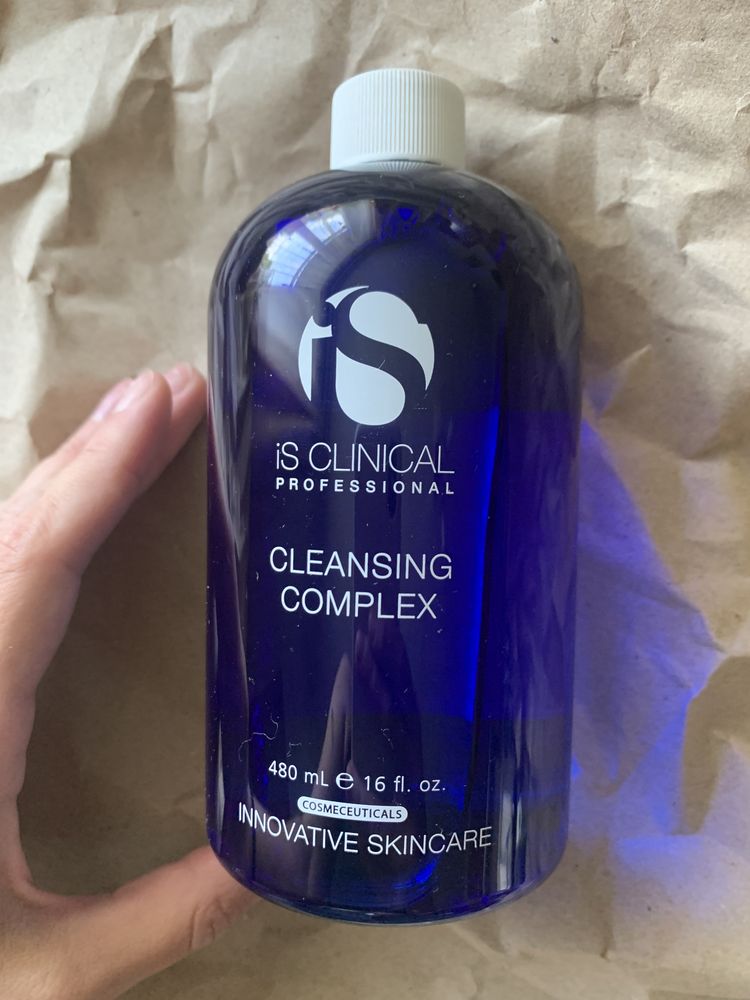 iS
iS CLINICAL
PROFESSIONAL
CLEANSING
COMPLEX
480 mL ℮ 16 fl. oz.
COSMECEUTICALS
INNOVATIVE SKINCARE